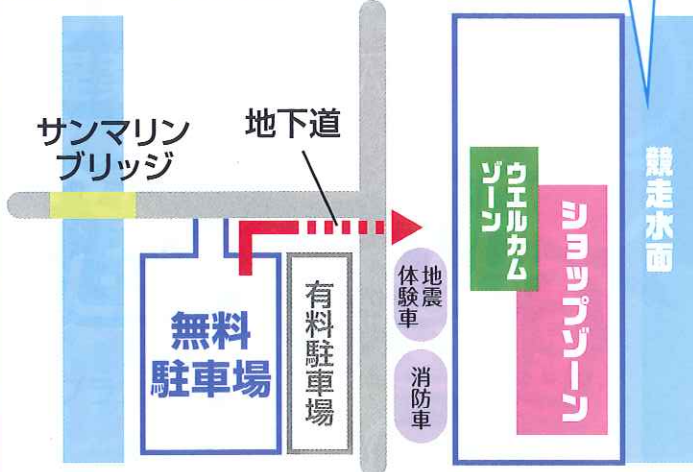 サンマリン
ブリッジ
地下道
無料
駐車場
有料駐車場
地震
体験車
消防車
ウエルカム
ゾーン
ショップゾーン
競走水面